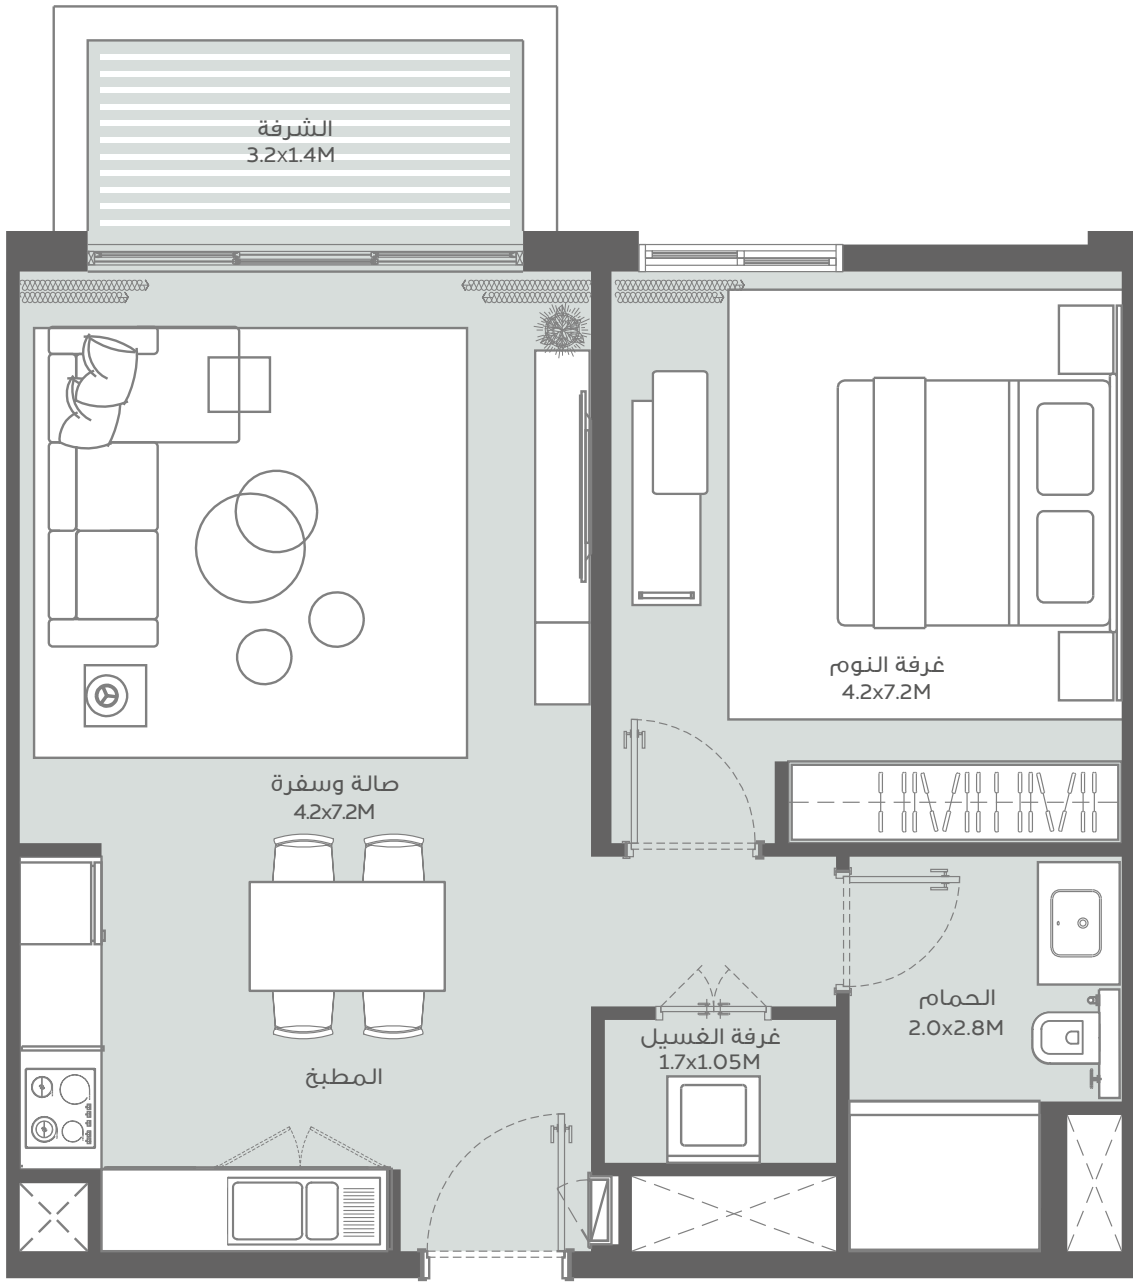 الشرفة
3.2x1.4M
غرفة النوم
4.2x7.2M
صالة وسفرة
4.2x7.2M
الحمام
2.0x2.8M
غرفة الغسيل
1.7x1.05M
المطبخ